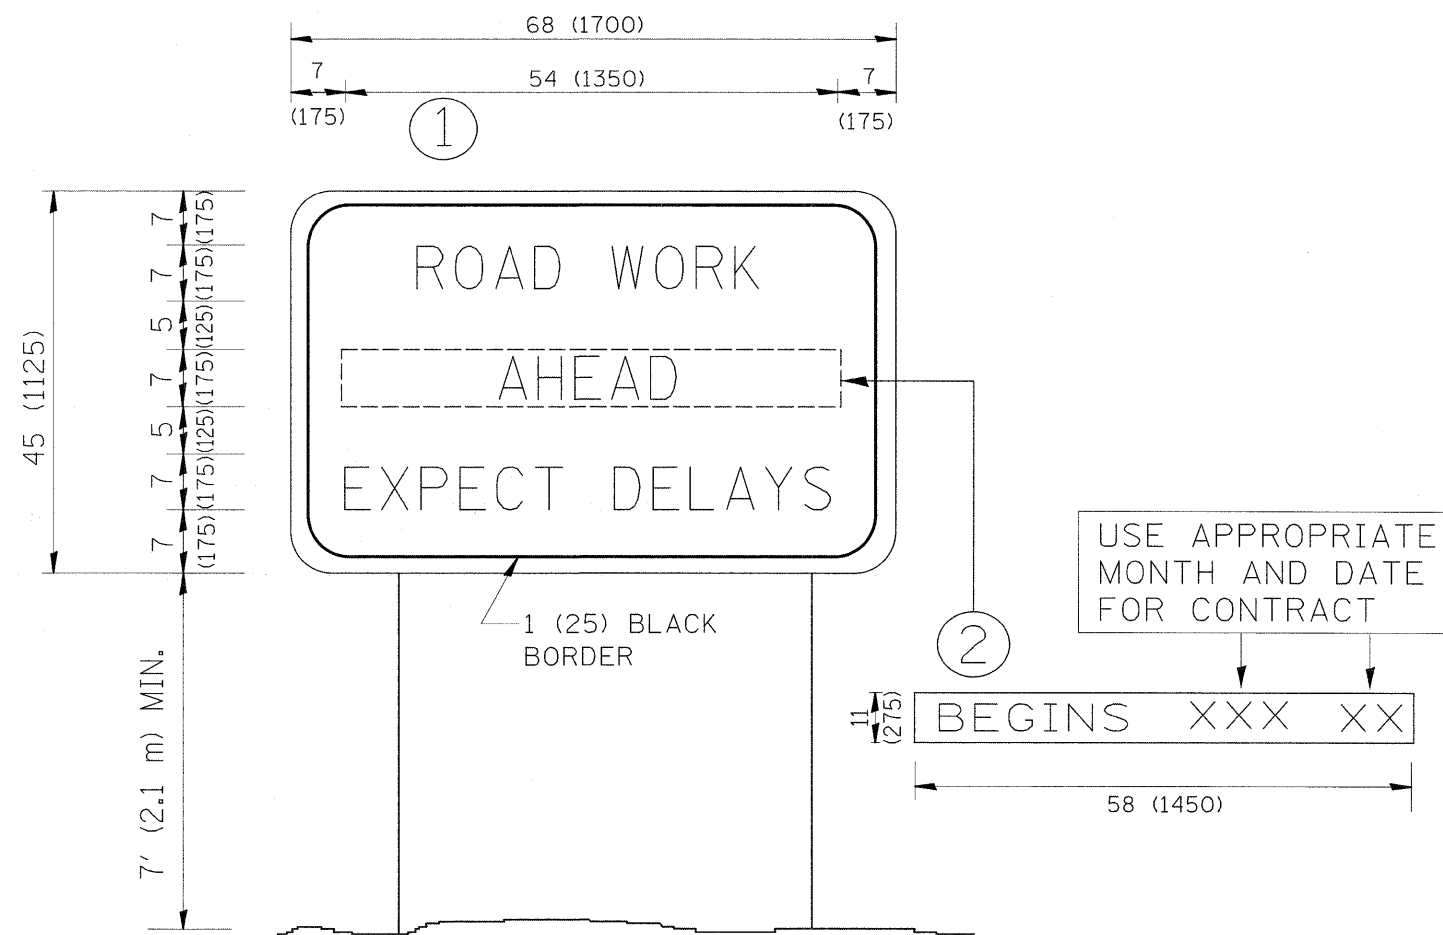 68 (1700)
7
54 (1350)
7
(175)
(175)
1
7
(175)
7
(175)
5
(125)
7
(175)
5
(125)
7
(175)
7
(175)
45 (1125)
7' (2.1 m) MIN.
ROAD WORK
AHEAD
EXPECT DELAYS
1 (25) BLACK
BORDER
2
USE APPROPRIATE
MONTH AND DATE
FOR CONTRACT
11
(275)
BEGINS XXX XX
58 (1450)